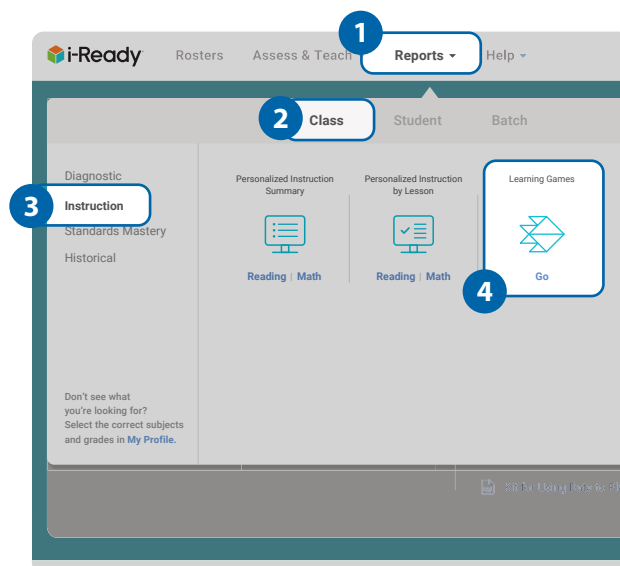 1
i-Ready
Rosters
Assess & Teach
Reports
Help
2
Class
Student
Batch
Diagnostic
3
Instruction
Standards Mastery
Historical
Personalized Instruction
Summary
Reading | Math
Personalized Instruction
by Lesson
Reading | Math
Learning Games
4
Go
Don't see what
you're looking for?
Select the correct subjects
and grades in My Profile.